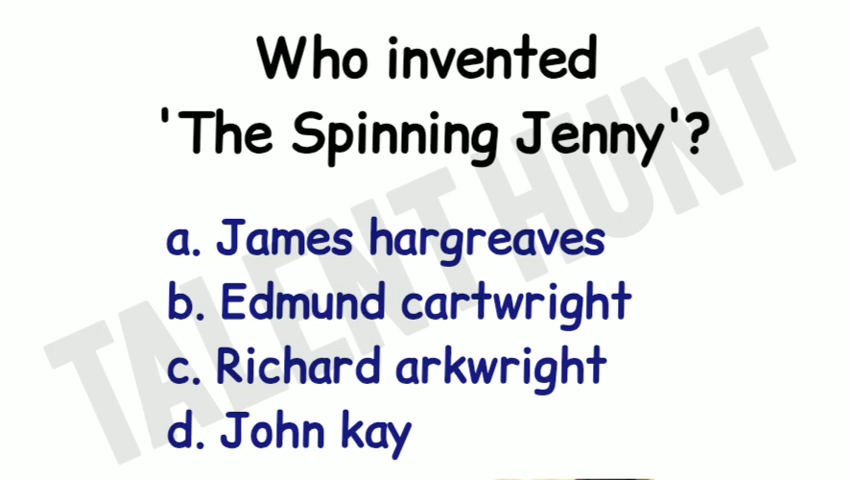 Who invented
'The Spinning Jenny'?
TALENT HUNT
a. James hargreaves
b. Edmund cartwright
c. Richard arkwright
d. John kay